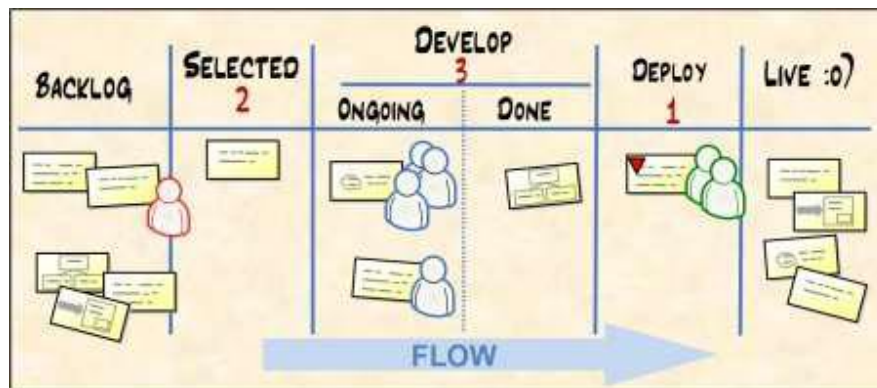 BACKLOG
SELECTED
2
DEVELOP
3
ONGOING
DONE
DEPLOY
1
LIVE :o)
FLOW